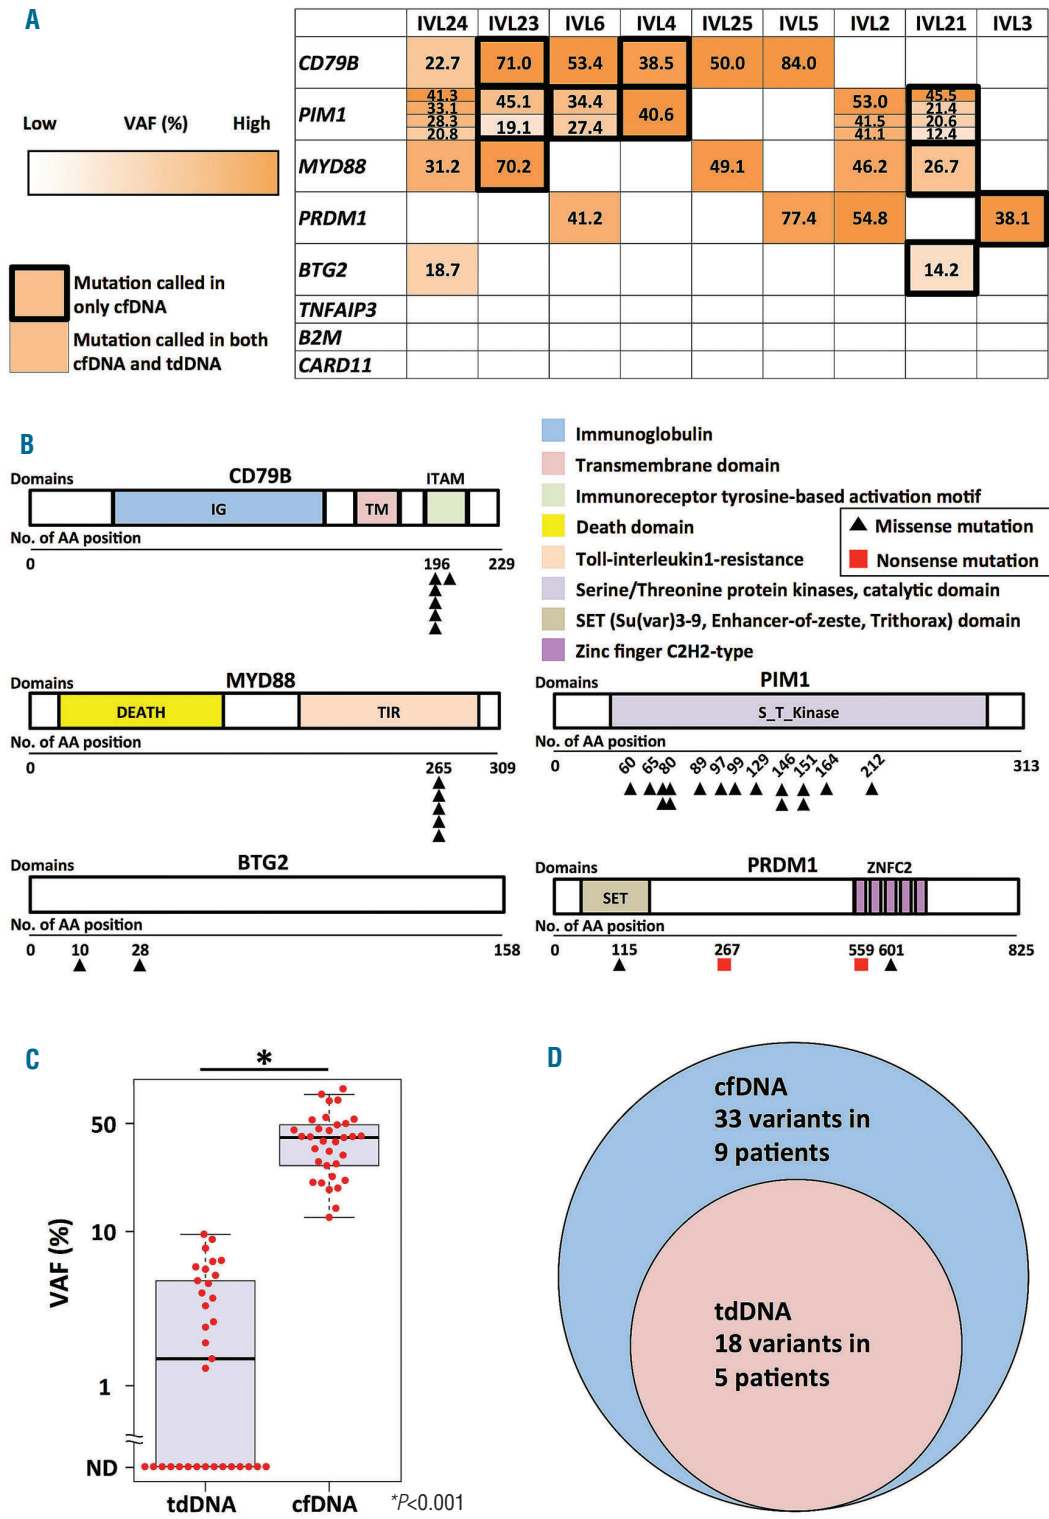 A
IVL24 IVL23 IVL6 IVL4 IVL25 IVL5 IVL2 IVL21 IVL3
CD79B 22.7 71.0 53.4 38.5 50.0 84.0
PIM1 41.3 33.1 28.3 20.8 45.1 19.1 34.4 27.4 40.6 53.0 41.5 41.1 45.5 21.4 20.6 12.4
MYD88 31.2 70.2 49.1 46.2 26.7
PRDM1 41.2 77.4 54.8 38.1
BTG2 18.7 14.2
TNFAIP3
B2M
CARD11
Low VAF (%) High
Mutation called in
only cfDNA
Mutation called in both
cfDNA and tdDNA
B
Immunoglobulin
Transmembrane domain
Immunoreceptor tyrosine-based activation motif
Death domain
Toll-interleukin1-resistance
Serine/Threonine protein kinases, catalytic domain
SET (Su(var)3-9, Enhancer-of-zeste, Trithorax) domain
Zinc finger C2H2-type
Missense mutation
Nonsense mutation
Domains CD79B ITAM
IG TM
No. of AA position
0 196 229
Domains MYD88
DEATH TIR
No. of AA position
0 265 309
Domains PIM1
S_T_Kinase
No. of AA position
0 60 65 80 89 97 99 129 146 151 164 212 313
Domains BTG2
No. of AA position
0 10 28 158
Domains PRDM1 ZNFC2
SET
No. of AA position
0 115 267 559 601 825
C
*
VAF (%)
50
10
1
ND
tdDNA cfDNA
*P<0.001
D
cfDNA
33 variants in
9 patients
tdDNA
18 variants in
5 patients